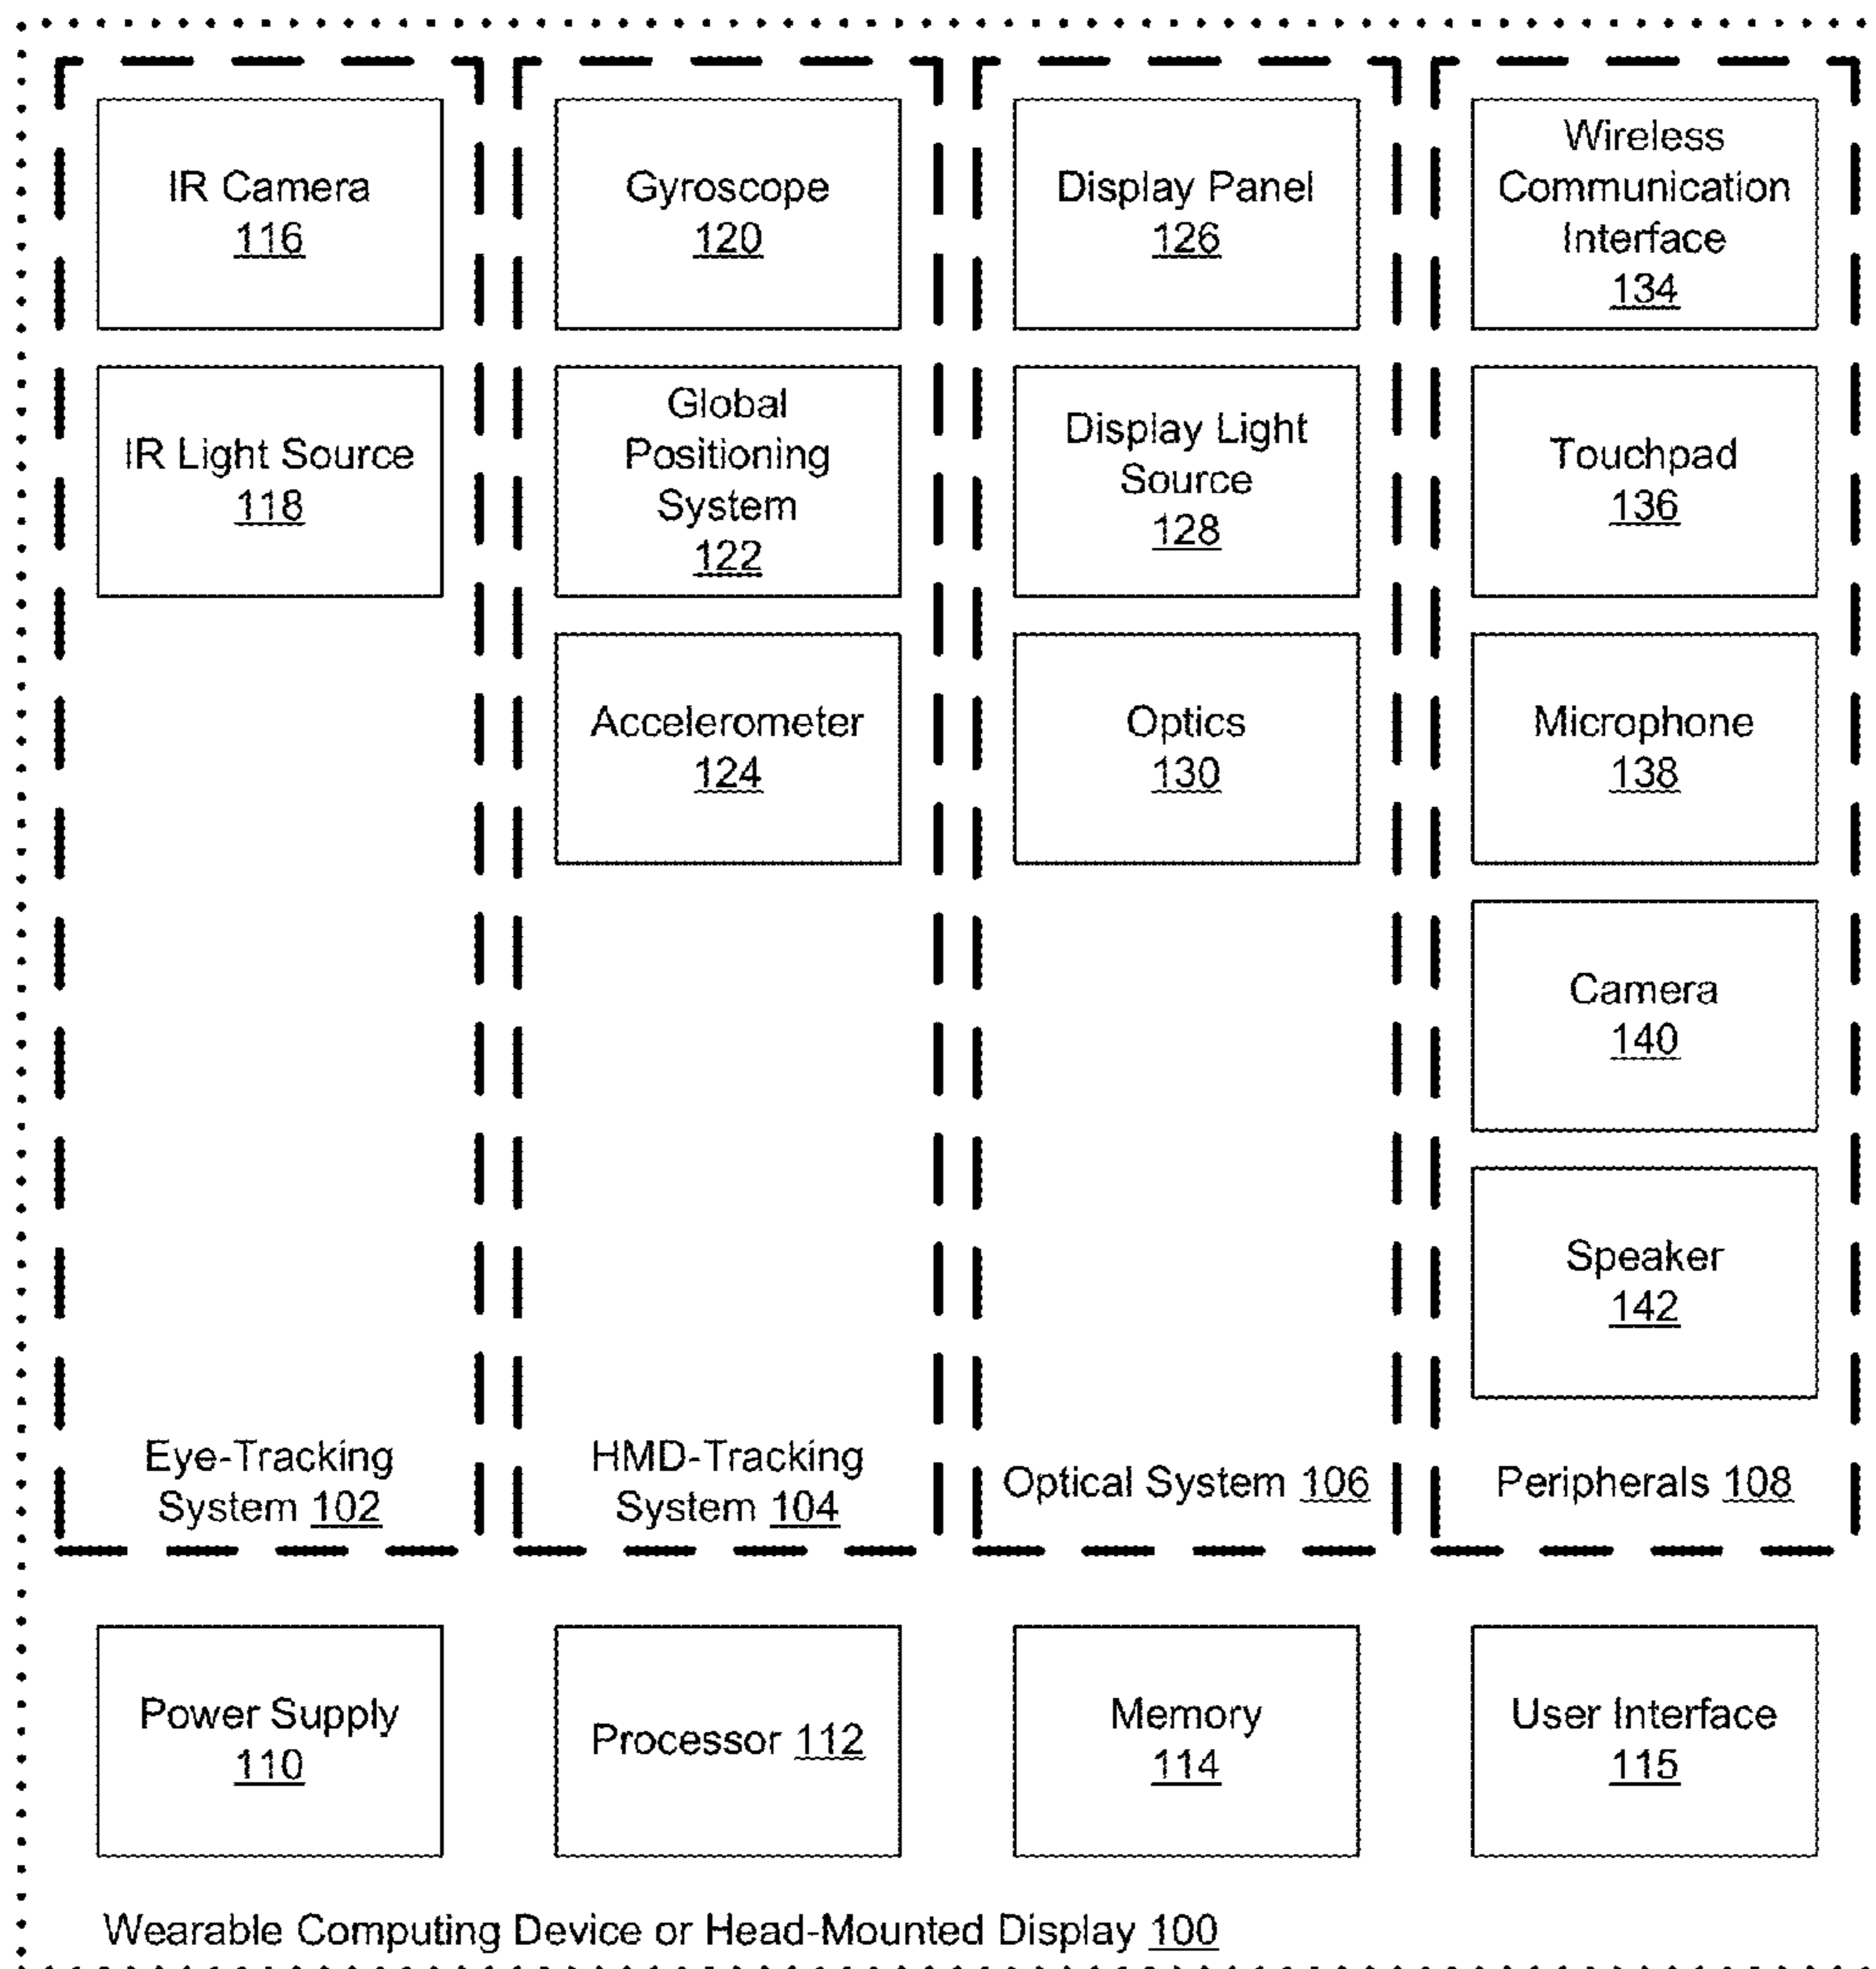 IR Camera
116
IR Light Source
118
Eye-Tracking
System 102
Gyroscope
120
Global
Positioning
System
122
Accelerometer
124
HMD-Tracking
System 104
Display Panel
126
Display Light
Source
128
Optics
130
Optical System 106
Wireless
Communication
Interface
134
Touchpad
136
Microphone
138
Camera
140
Speaker
142
Peripherals 108
Power Supply
110
Processor 112
Memory
114
User Interface
115
Wearable Computing Device or Head-Mounted Display 100